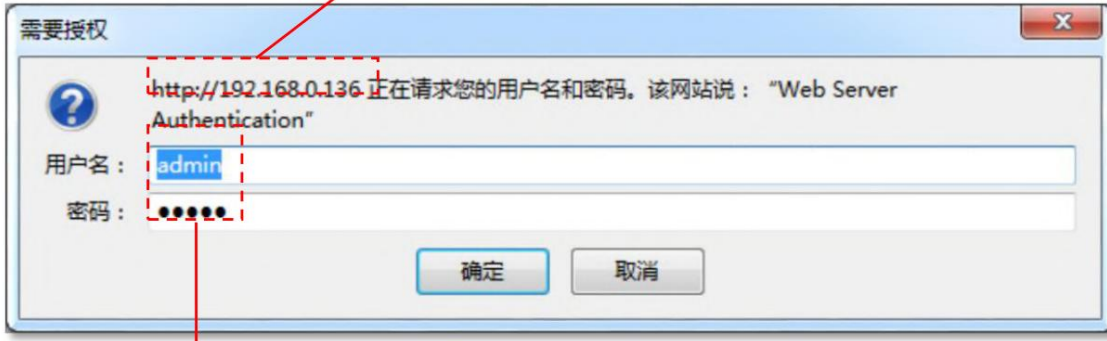 需要授权
http://192.168.0.136 正在请求您的用户名和密码。该网站说： “Web Server
Authentication”
用户名： admin
密码： ●●●●●
确定 取消